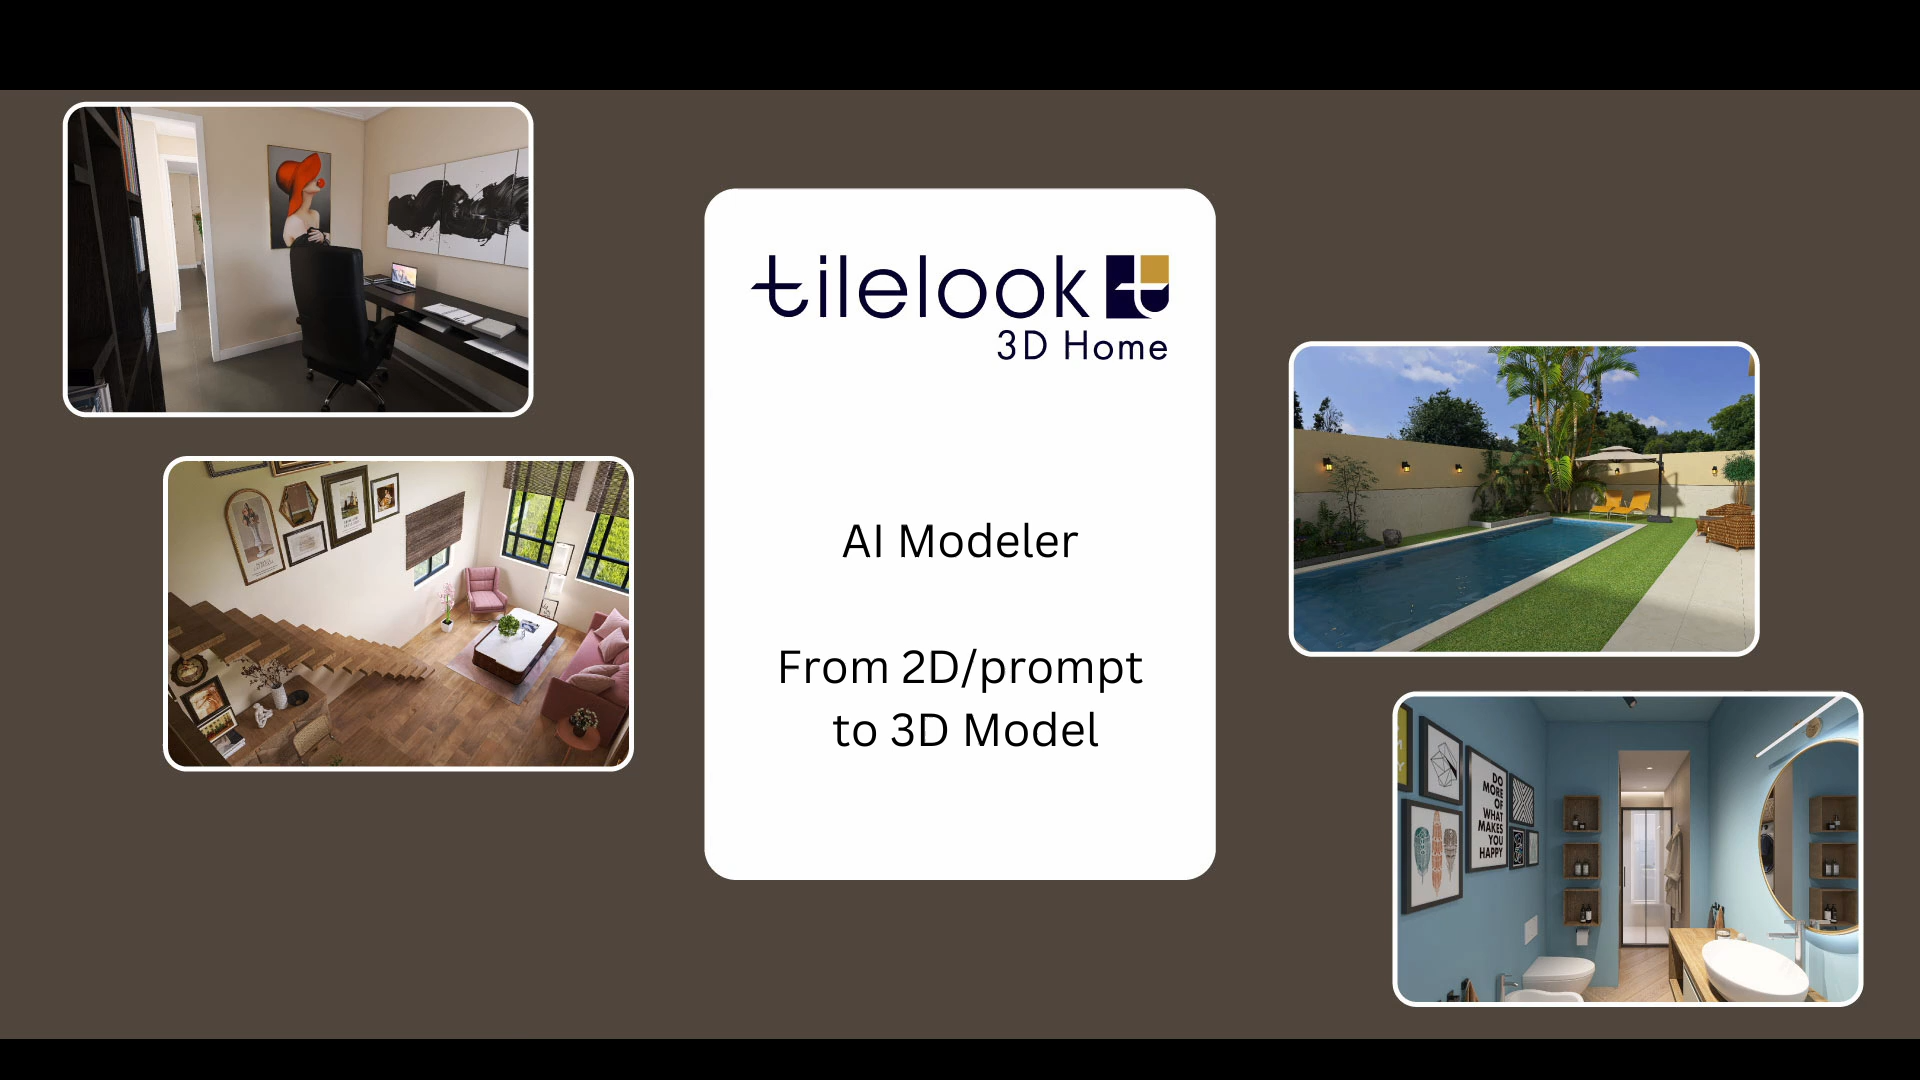 tilelook
3D Home
AI Modeler
From 2D/prompt
to 3D Model
DO
MORE
OF
WHAT
MAKES
YOU
HAPPY